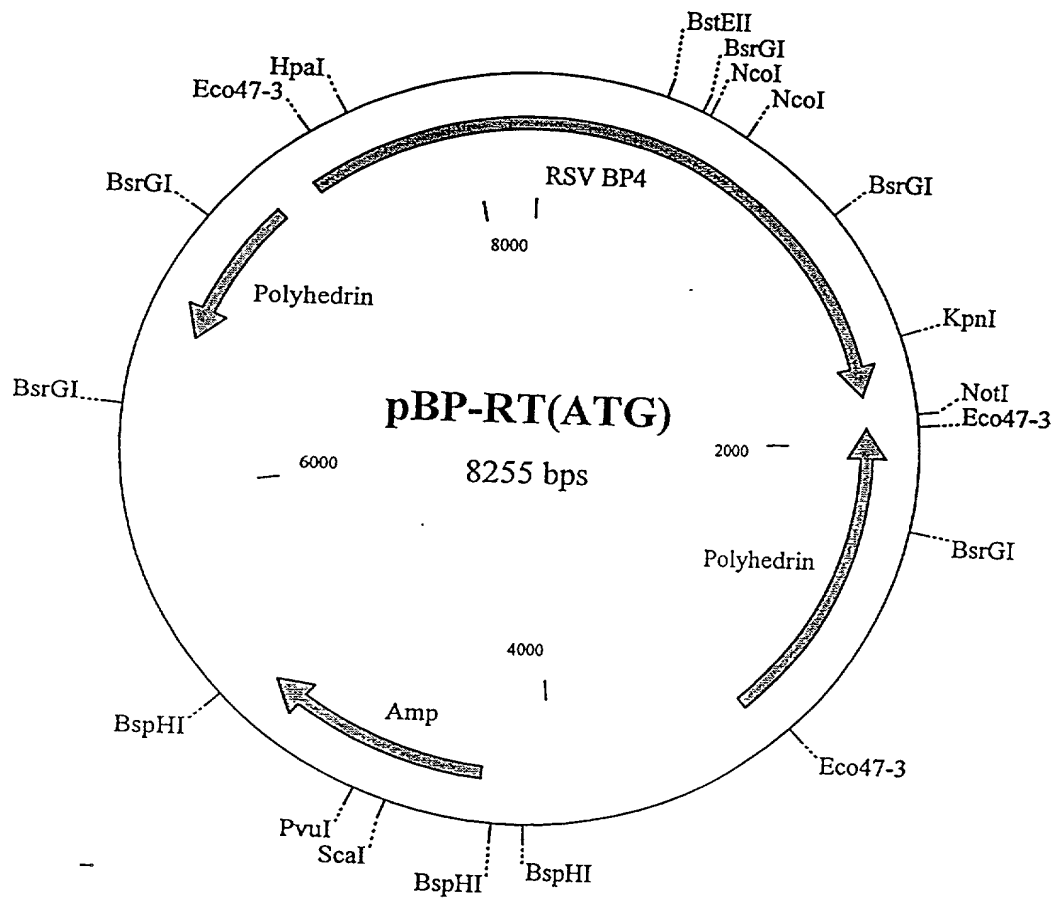 BstEII
BsrGI
NcoI
NcoI
HpaI
Eco47-3
BsrGI
BsrGI
RSV BP4
8000
Polyhedrin
KpnI
BsrGI
NotI
Eco47-3
pBP-RT(ATG)
8255 bps
2000
6000
Polyhedrin
BsrGI
4000
Amp
BspHI
Eco47-3
PvuI
ScaI
BspHI
BspHI